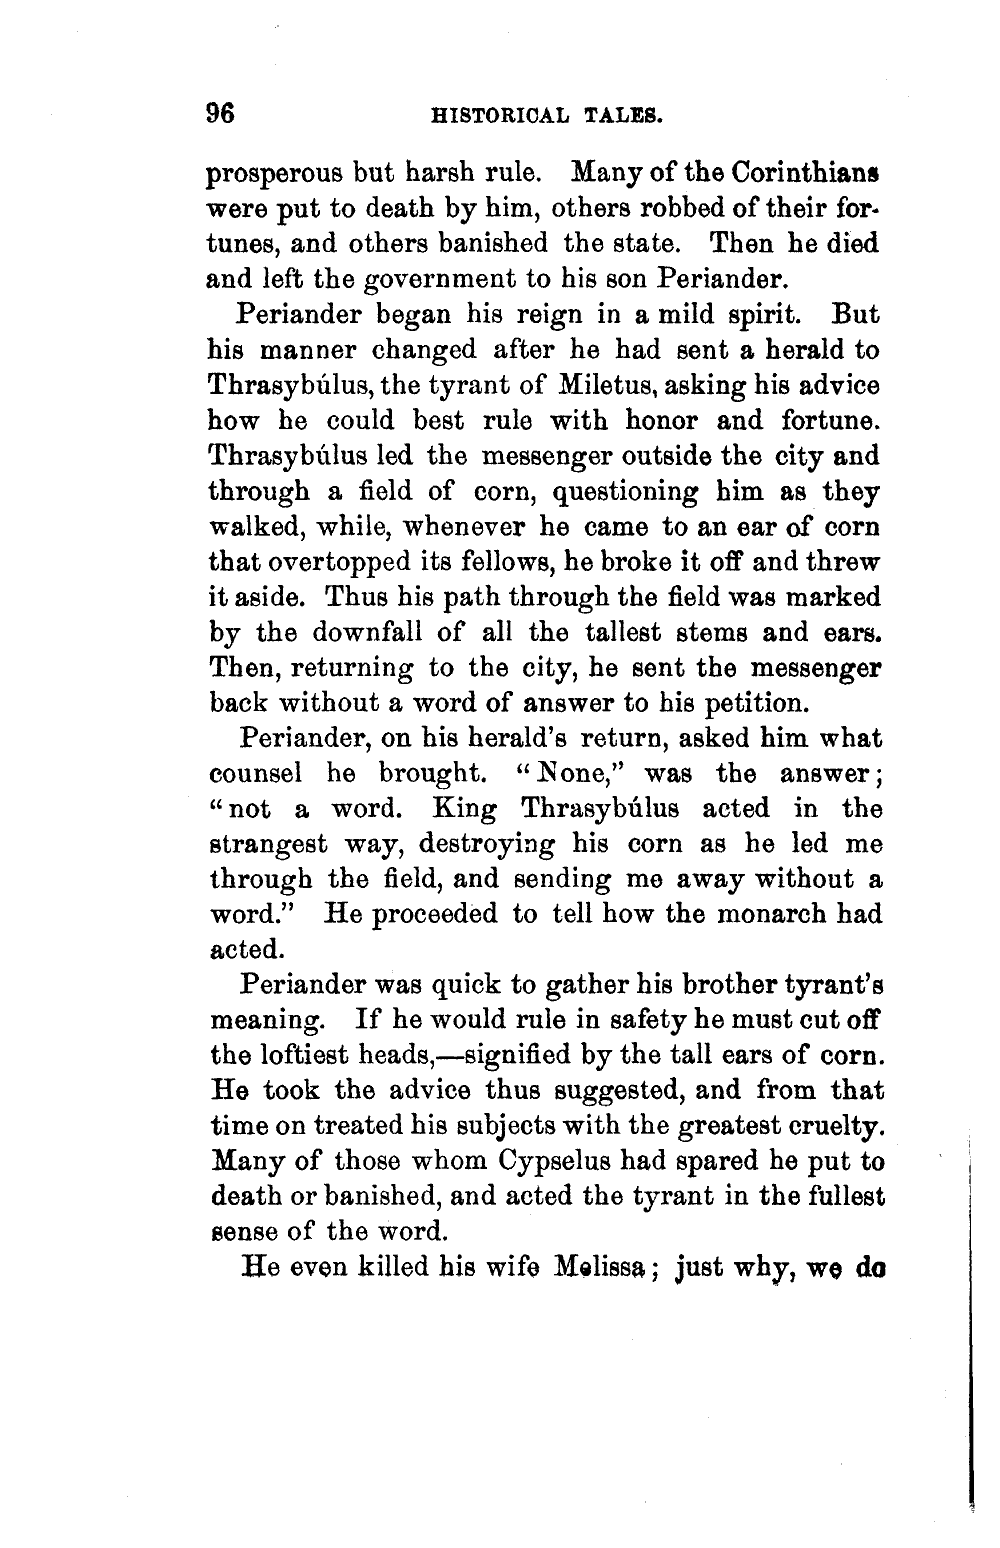 96 HISTORICAL TALES.
prosperous but harsh rule. Many of the Corinthians
were put to death by him, others robbed of their for-
tunes, and others banished the state. Then he died
and left the government to his son Periander.
Periander began his reign in a mild spirit. But
his manner changed after he had sent a herald to
Thrasybúlus, the tyrant of Miletus, asking his advice
how he could best rule with honor and fortune.
Thrasybúlus led the messenger outside the city and
through a field of corn, questioning him as they
walked, while, whenever he came to an ear of corn
that overtopped its fellows, he broke it off and threw
it aside. Thus his path through the field was marked
by the downfall of all the tallest stems and ears.
Then, returning to the city, he sent the messenger
back without a word of answer to his petition.
Periander, on his herald's return, asked him what
counsel he brought. “None,” was the answer;
“not a word. King Thrasybúlus acted in the
strangest way, destroying his corn as he led me
through the field, and sending me away without a
word.” He proceeded to tell how the monarch had
acted.
Periander was quick to gather his brother tyrant's
meaning. If he would rule in safety he must cut off
the loftiest heads,—signified by the tall ears of corn.
He took the advice thus suggested, and from that
time on treated his subjects with the greatest cruelty.
Many of those whom Cypselus had spared he put to
death or banished, and acted the tyrant in the fullest
sense of the word.
He even killed his wife Melissa; just why, we do